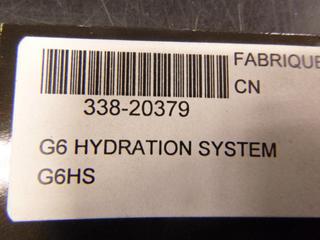 FABRIQUE
CN
338-20379
G6 HYDRATION SYSTEM
G6HS